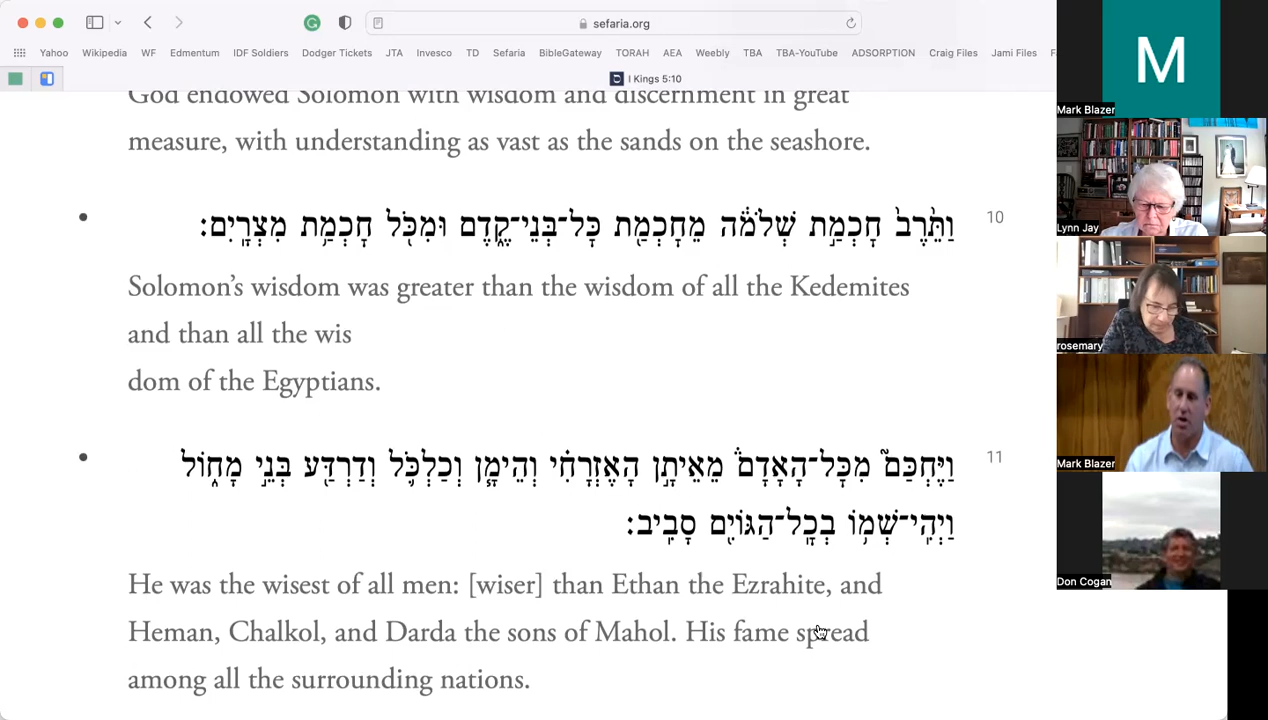 sefaria.org
Yahoo Wikipedia WF Edmentum IDF Soldiers Dodger Tickets JTA Invesco TD Sefaria BibleGateway TORAH AEA Weebly TBA TBA-YouTube ADSORPTION Craig Files Jami Files
I Kings 5:10
God endowed Solomon with wisdom and discernment in great
measure, with understanding as vast as the sands on the seashore.
10
וַתֵּ֙רֶב֙ חׇכְמַ֣ת שְׁלֹמֹ֔ה מֵֽחׇכְמַ֖ת כׇּל־בְּנֵי־קֶ֑דֶם וּמִכֹּ֖ל חׇכְמַ֥ת מִצְרָֽיִם׃
Solomon’s wisdom was greater than the wisdom of all the Kedemites
and than all the wis
dom of the Egyptians.
11
וַיֶּחְכַּם֮ מִכׇּל־הָאָדָם֒ מֵאֵיתָ֣ן הָאֶזְרָחִ֗י וְהֵימָ֧ן וְכַלְכֹּ֛ל וְדַרְדַּ֖ע בְּנֵ֣י מָח֑וֹל
וַיְהִֽי־שְׁמ֥וֹ בְכׇֽל־הַגּוֹיִ֖ם סָבִֽיב׃
He was the wisest of all men: [wiser] than Ethan the Ezrahite, and
Heman, Chalkol, and Darda the sons of Mahol. His fame spread
among all the surrounding nations.
M
Mark Blazer
Lynn Jay
rosemary
Mark Blazer
Don Cogan